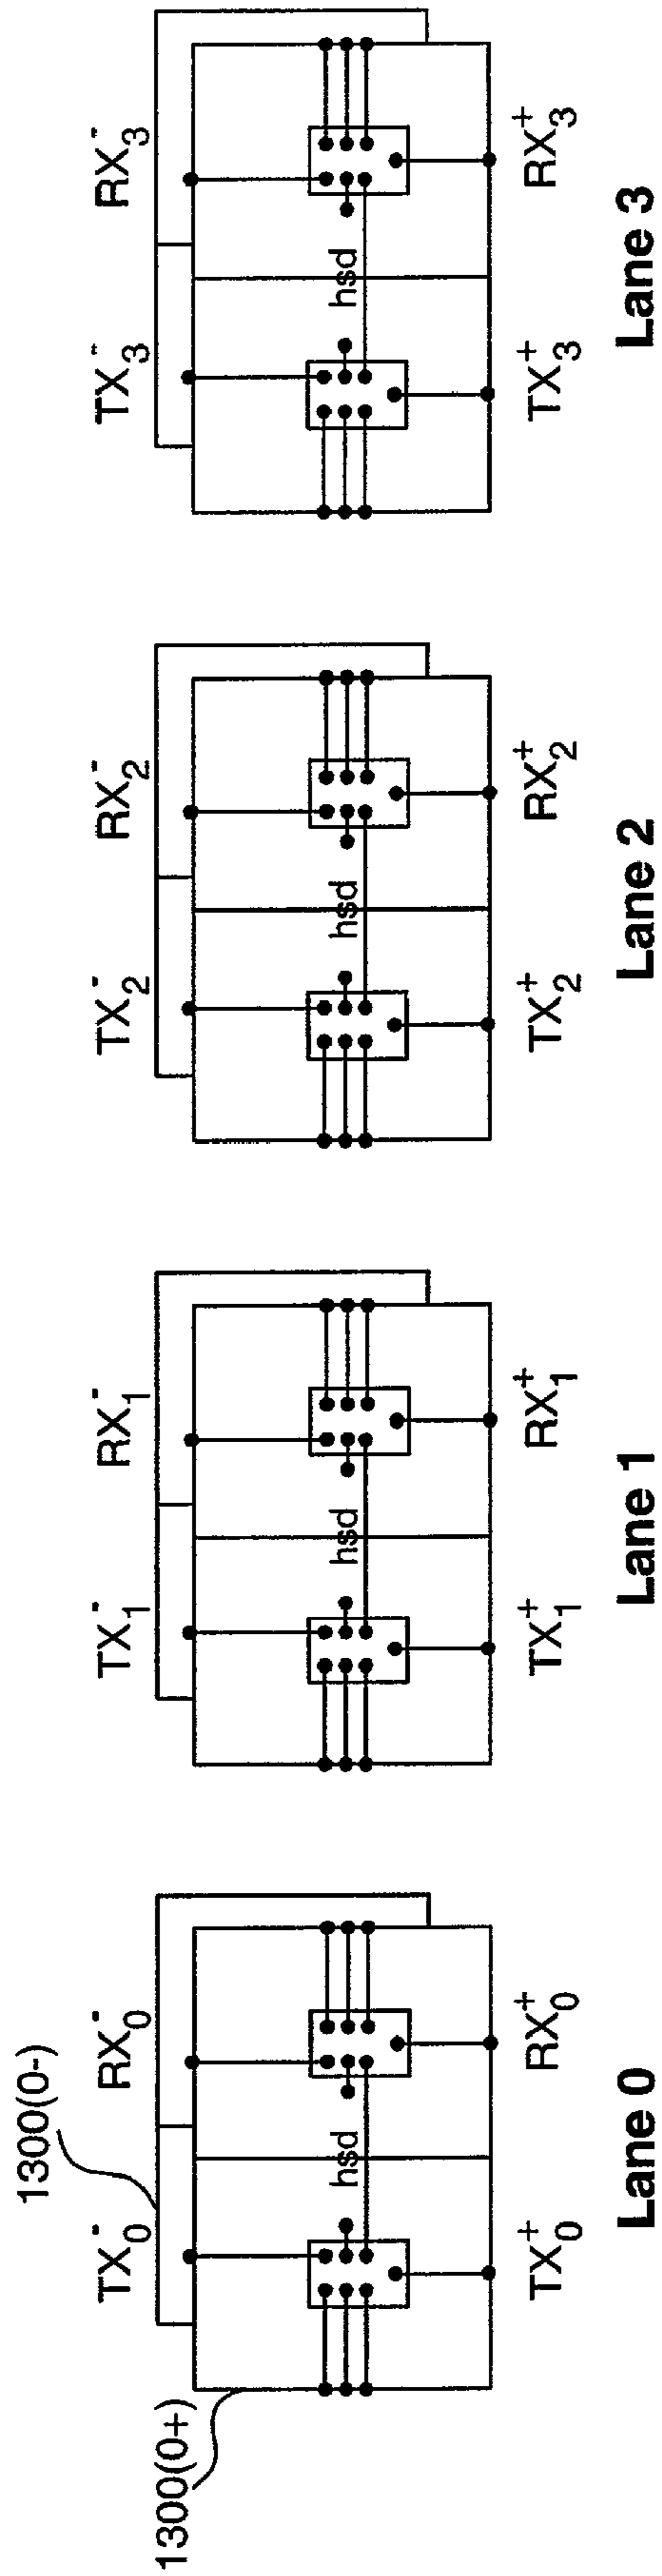 1300(0-)
1300(0+)
TX₀⁻ RX₀⁻
hsd
TX₀⁺ RX₀⁺
Lane 0
TX₁⁻ RX₁⁻
hsd
TX₁⁺ RX₁⁺
Lane 1
TX₂⁻ RX₂⁻
hsd
TX₂⁺ RX₂⁺
Lane 2
TX₃⁻ RX₃⁻
hsd
TX₃⁺ RX₃⁺
Lane 3